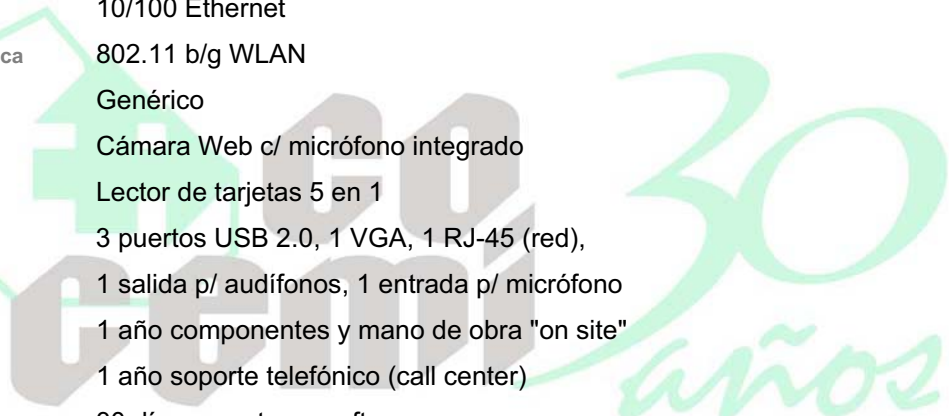 10/100 Ethernet
ca 802.11 b/g WLAN
Genérico
Cámara Web c/ micrófono integrado
Lector de tarjetas 5 en 1
3 puertos USB 2.0, 1 VGA, 1 RJ-45 (red),
1 salida p/ audífonos, 1 entrada p/ micrófono
1 año componentes y mano de obra "on site"
1 año soporte telefónico (call center)
co
cemi
30
años